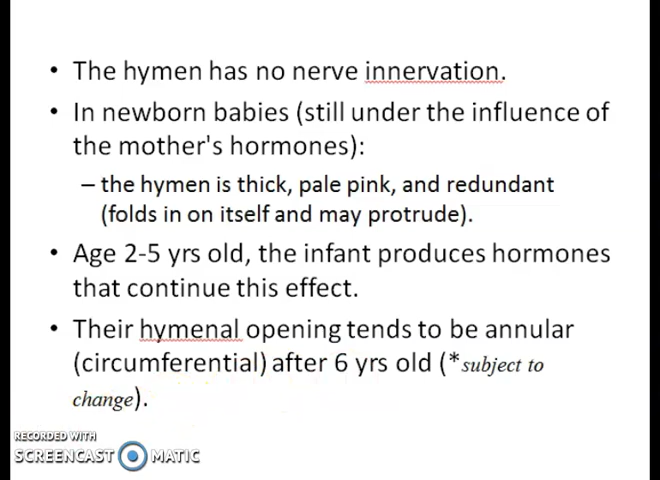 • The hymen has no nerve innervation.
• In newborn babies (still under the influence of
the mother's hormones):
– the hymen is thick, pale pink, and redundant
(folds in on itself and may protrude).
• Age 2-5 yrs old, the infant produces hormones
that continue this effect.
• Their hymenal opening tends to be annular
(circumferential) after 6 yrs old (*subject to
change).
RECORDED WITH
SCREENCAST MATIC